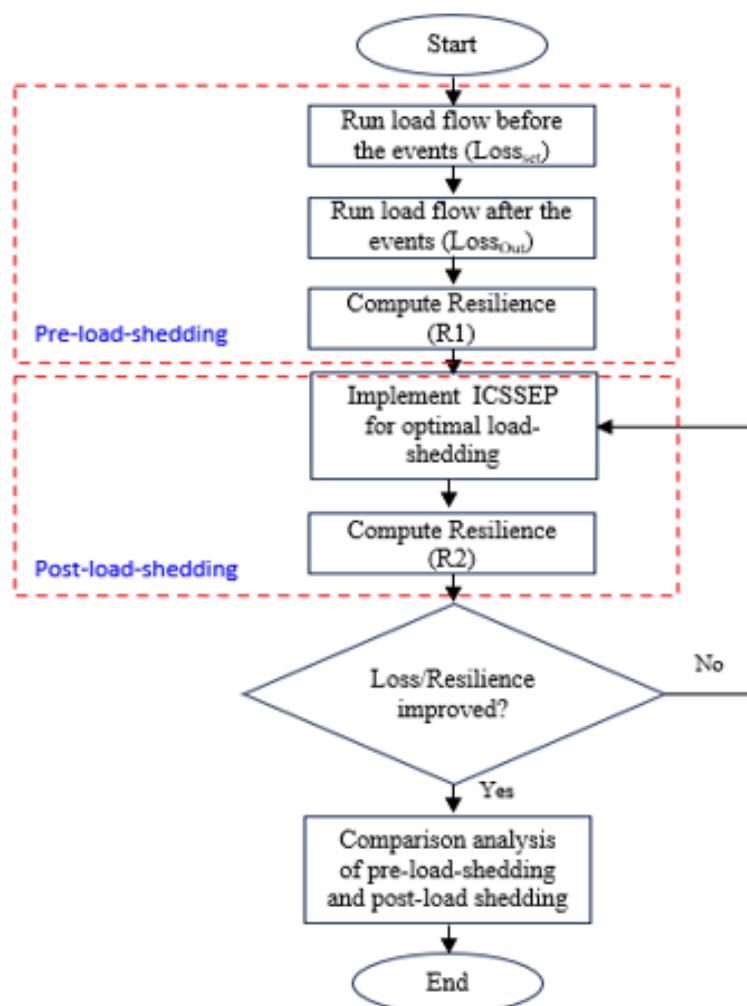 Start
Run load flow before
the events (Loss_set)
Run load flow after the
events (Loss_Out)
Compute Resilience
(R1)
Pre-load-shedding
Implement ICSSEP
for optimal load-
shedding
Compute Resilience
(R2)
Post-load-shedding
Loss/Resilience
improved?
No
Yes
Comparison analysis
of pre-load-shedding
and post-load shedding
End